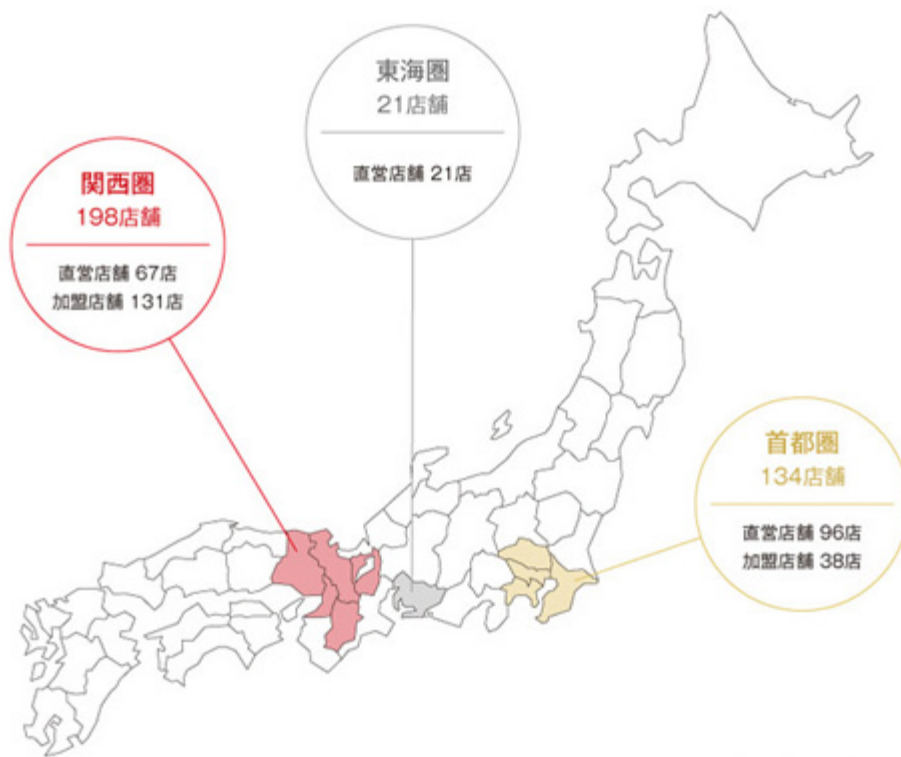 東海圏
21店舗
直営店舗 21店
関西圏
198店舗
直営店舗 67店
加盟店舗 131店
首都圏
134店舗
直営店舗 96店
加盟店舗 38店